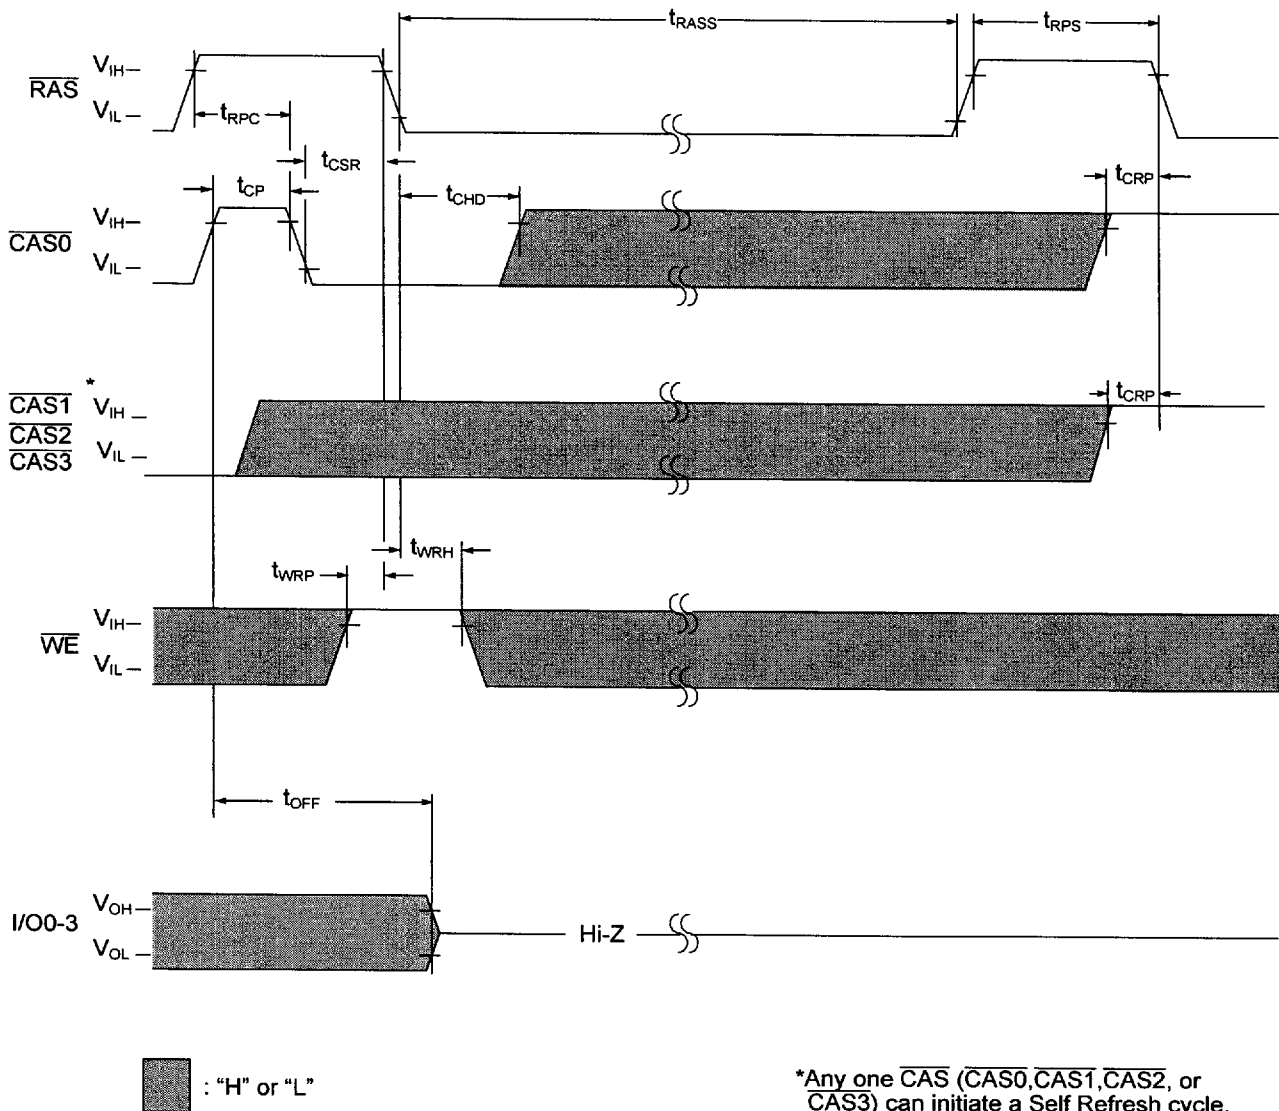 tRASS
tRPS
RAS
VIH
VIL
tRPC
tCSR
tCP
tCHD
tCRP
CAS0
VIH
VIL
*
CAS1
CAS2
CAS3
VIH
VIL
tCRP
tWRH
tWRP
WE
VIH
VIL
tOFF
I/O0-3
VOH
VOL
Hi-Z
: “H” or “L”
*Any one CAS (CAS0,CAS1,CAS2, or
CAS3) can initiate a Self Refresh cycle.